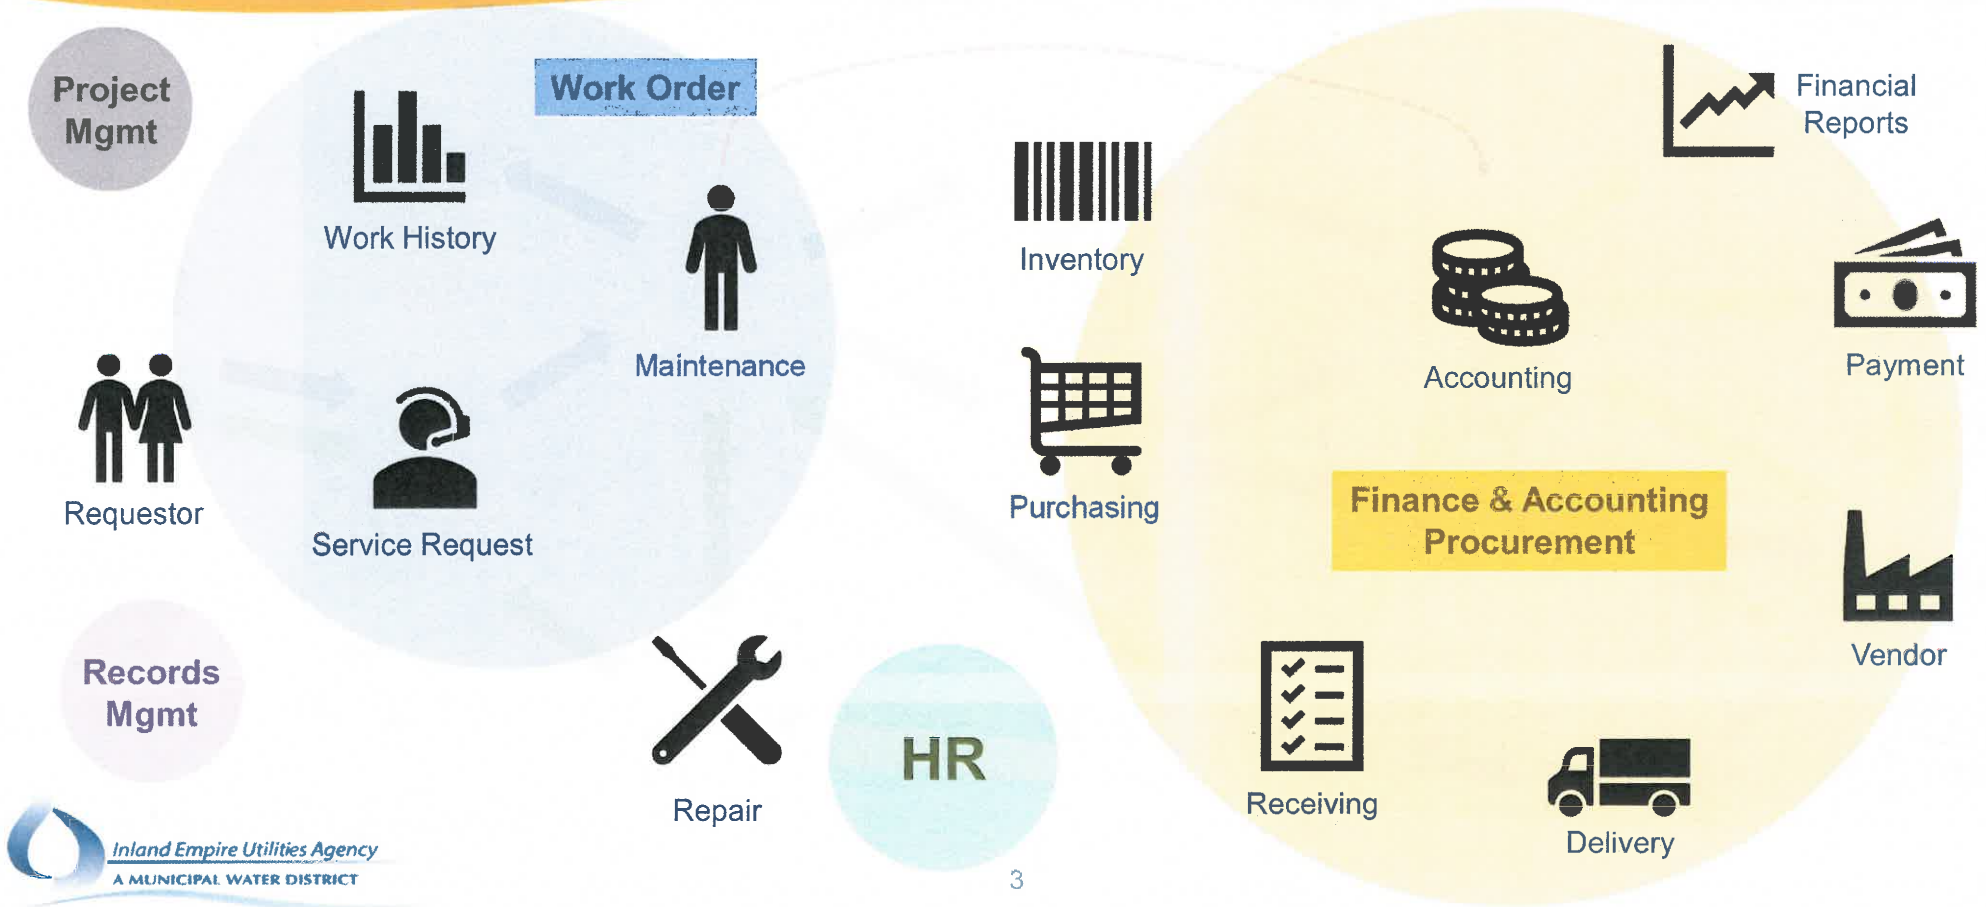 Project
Mgmt
Work Order
Work History
Maintenance
Requestor
Service Request
Records
Mgmt
Repair
HR
Inventory
Purchasing
Financial
Reports
Accounting
Payment
Finance & Accounting
Procurement
Vendor
Receiving
Delivery
Inland Empire Utilities Agency
A MUNICIPAL WATER DISTRICT
3